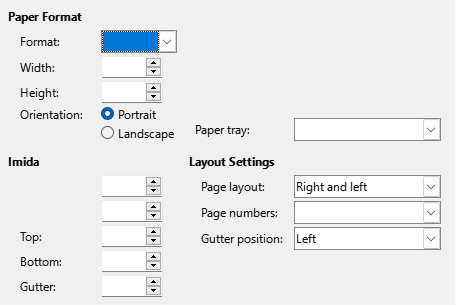 Paper Format
Format:
Width:
Height:
Orientation: Portrait
Landscape
Paper tray:
Imida
Layout Settings
Page layout: Right and left
Page numbers:
Top:
Gutter position: Left
Bottom:
Gutter: